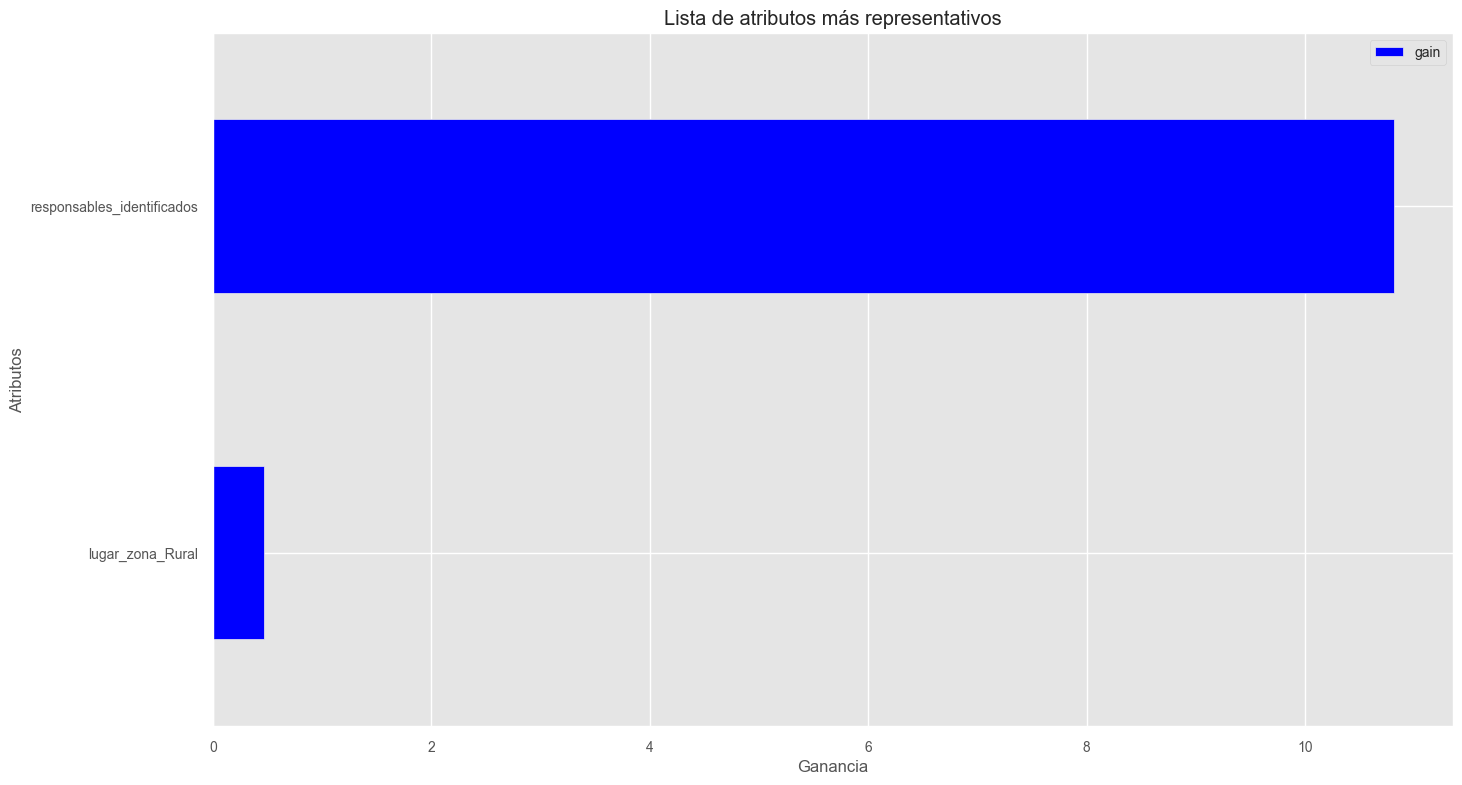 Lista de atributos más representativos
gain
responsables_identificados
Atributos
lugar_zona_Rural
0 2 4 6 8 10
Ganancia